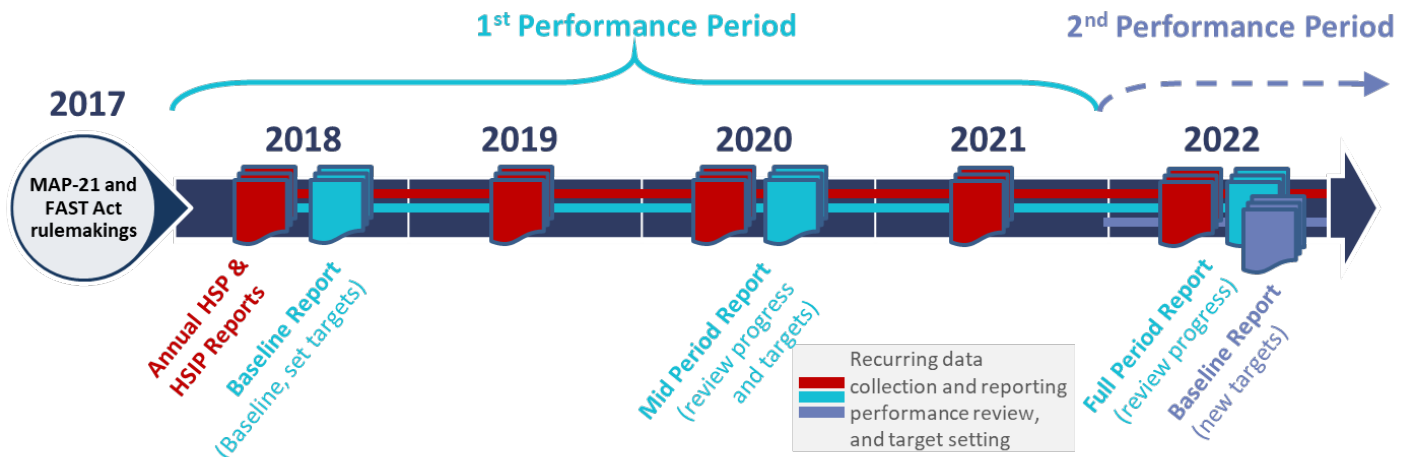 1st Performance Period
2nd Performance Period
2017
2018
2019
2020
2021
2022
MAP-21 and
FAST Act
rulemakings
Annual HSP &
HSIP Reports
Baseline Report
(Baseline, set targets)
Mid Period Report
(review progress
and targets)
Full Period Report
(review progress)
Baseline Report
(new targets)
Recurring data
collection and reporting
performance review,
and target setting